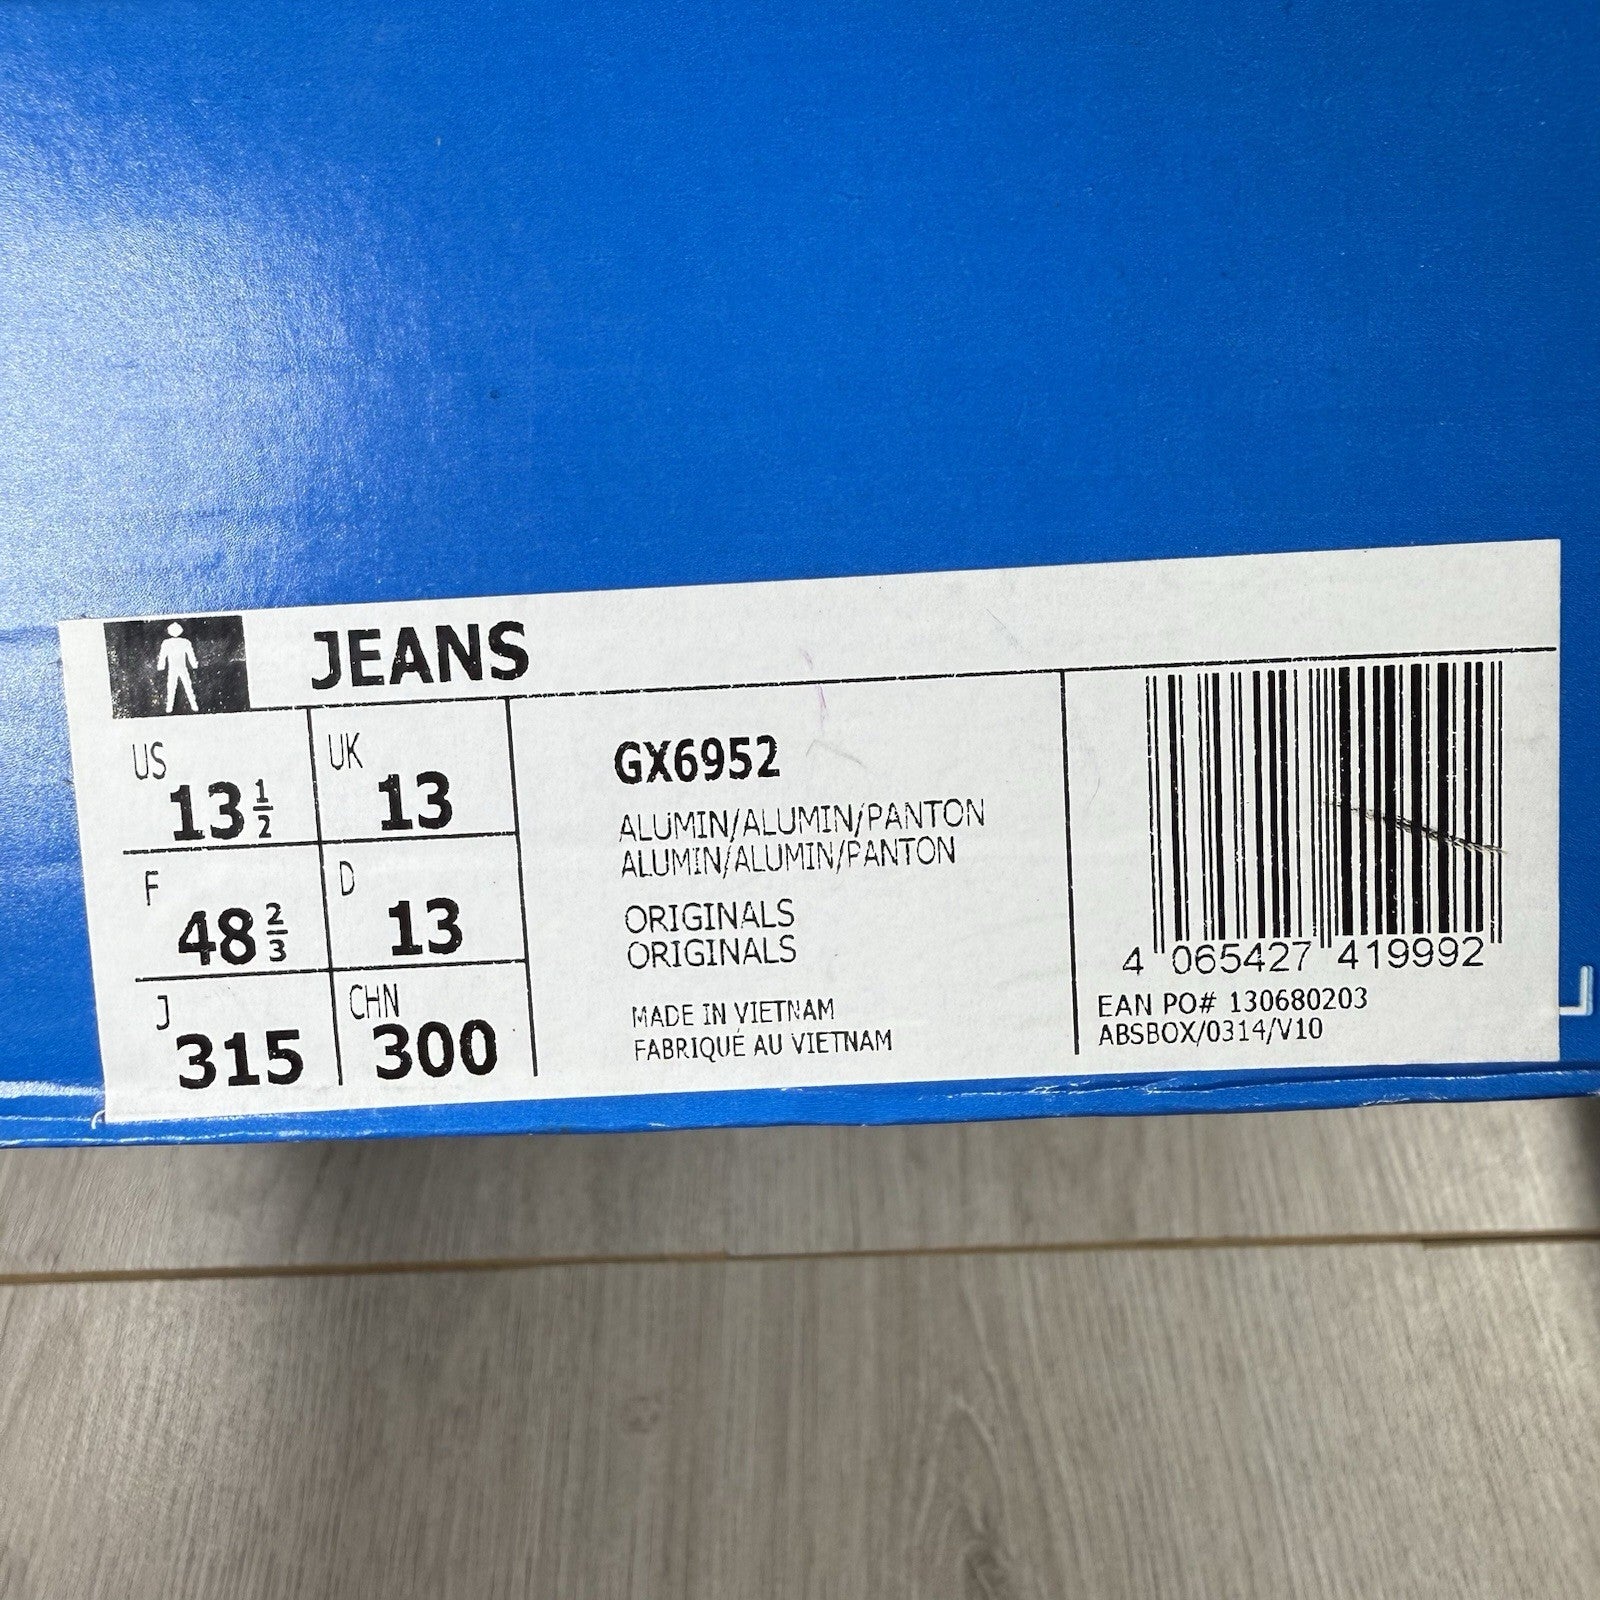 JEANS
US 13 1/2
UK 13
F 48 2/3
D 13
J 315
CHN 300
GX6952
ALUMIN/ALUMIN/PANTON
ALUMIN/ALUMIN/PANTON
ORIGINALS
ORIGINALS
MADE IN VIETNAM
FABRIQUÉ AU VIETNAM
4 065427 419992
EAN PO# 130680203
ABSBOX/0314/V10